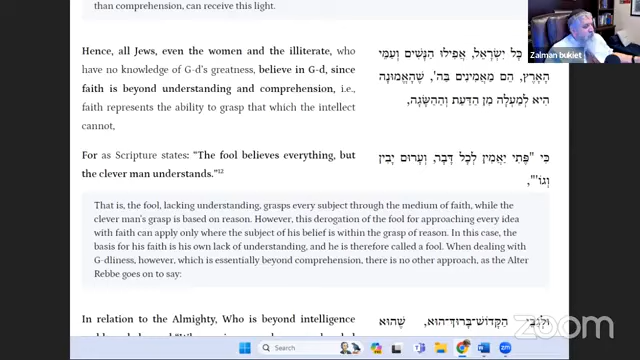 than comprehension, can receive this light.
Hence, all Jews, even the women and the illiterate, who
have no knowledge of G-d's greatness, believe in G-d, since
faith is beyond understanding and comprehension, i.e.,
faith represents the ability to grasp that which the intellect
cannot,
כָּל יִשְׂרָאֵל, אֲפִילוּ הַנָּשִׁים וְעַמֵּי
הָאָרֶץ, הֵם מַאֲמִינִים בַּה', שֶׁהָאֱמוּנָה
הִיא לְמַעְלָה מִן הַדַּעַת וְהַהַשָּׂגָה,
For as Scripture states: “The fool believes everything, but
the clever man understands.”12
כִּי "פֶּתִי יַאֲמִין לְכָל דָּבָר, וְעָרוּם יָבִין
וְגוֹ'",
That is, the fool, lacking understanding, grasps every subject through the medium of faith, while the
clever man's grasp is based on reason. However, this derogation of the fool for approaching every idea
with faith can apply only where the subject of his belief is within the grasp of reason. In this case, the
basis for his faith is his own lack of understanding, and he is therefore called a fool. When dealing with
G-dliness, however, which is essentially beyond comprehension, there is no other approach, as the Alter
Rebbe goes on to say:
In relation to the Almighty, Who is beyond intelligence
וּלְגַבֵּי הַקָּדוֹשׁ-בָּרוּךְ-הוּא, שֶׁהוּא
Zalman bukiet
zoom
Search